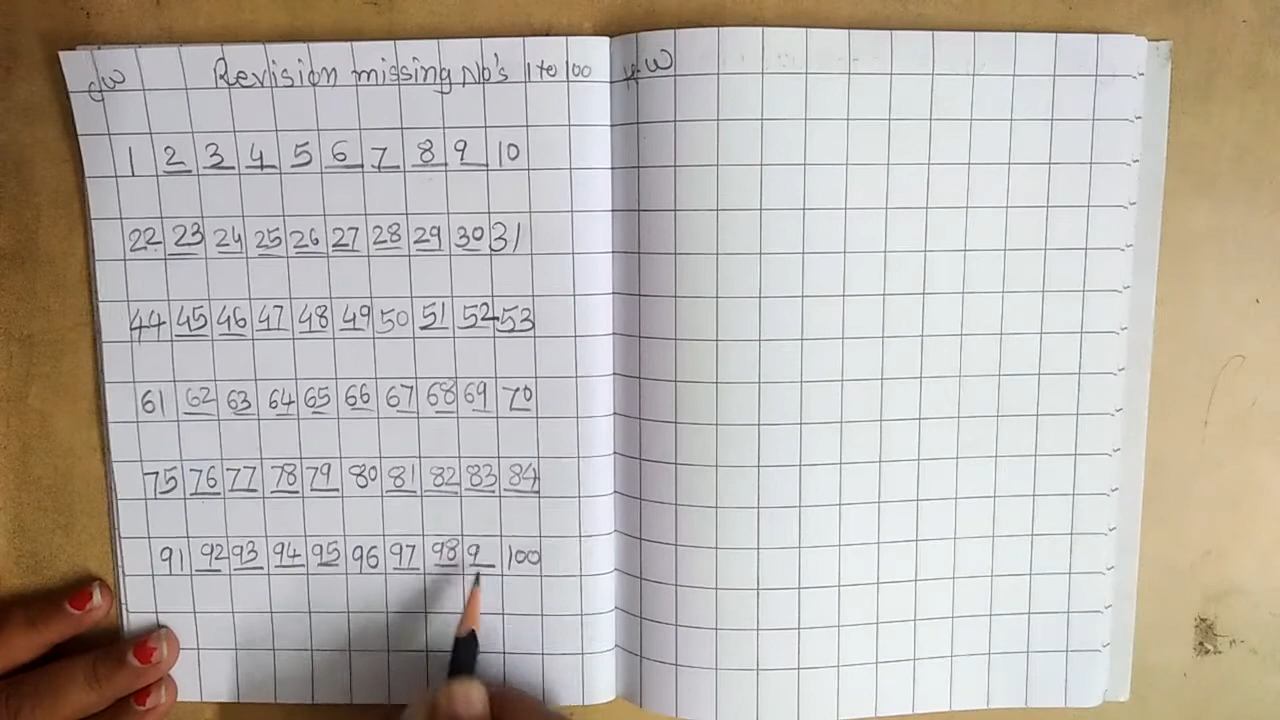 cw Revision missing No's 1 to 100
1 2 3 4 5 6 7 8 9 10
22 23 24 25 26 27 28 29 30 31
44 45 46 47 48 49 50 51 52 53
61 62 63 64 65 66 67 68 69 70
75 76 77 78 79 80 81 82 83 84
91 92 93 94 95 96 97 98 9 100
H.W